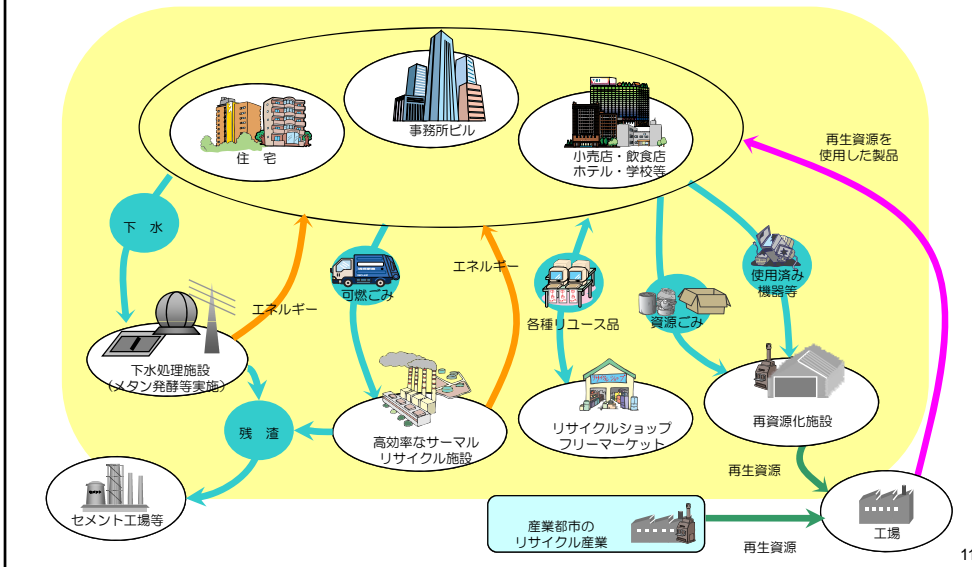 事務所ビル
住　宅
小売店・飲食店
ホテル・学校等
再生資源を
使用した製品
下　水
エネルギー
可燃ごみ
エネルギー
各種リユース品
資源ごみ
使用済み
機器等
下水処理施設
(メタン発酵等実施)
残　渣
高効率なサーマル
リサイクル施設
リサイクルショップ
フリーマーケット
再資源化施設
再生資源
セメント工場等
産業都市の
リサイクル産業
再生資源
工場
11